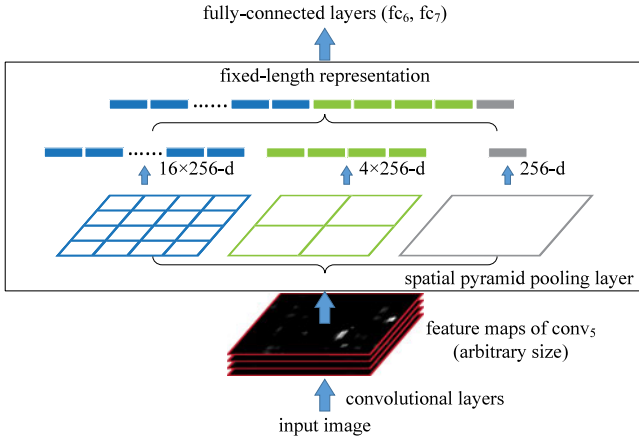 fully-connected layers (fc6, fc7)
fixed-length representation
16×256-d
4×256-d
256-d
spatial pyramid pooling layer
feature maps of conv5
(arbitrary size)
convolutional layers
input image